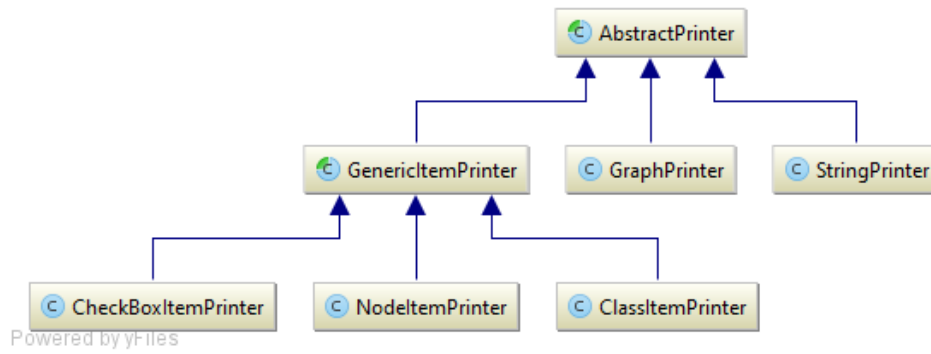 AbstractPrinter
GenericItemPrinter
GraphPrinter
StringPrinter
CheckBoxItemPrinter
NodeItemPrinter
ClassItemPrinter
Powered by yFiles